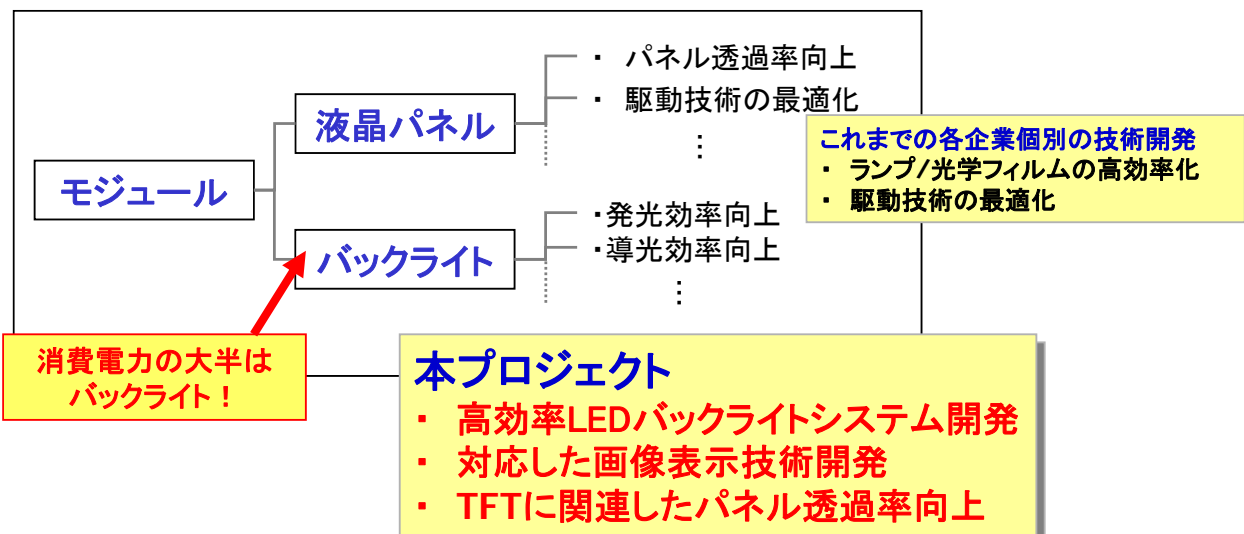 ・ パネル透過率向上
・ 駆動技術の最適化
⋮
液晶パネル
モジュール
これまでの各企業個別の技術開発
・ ランプ/光学フィルムの高効率化
・ 駆動技術の最適化
・発光効率向上
・導光効率向上
⋮
バックライト
消費電力の大半は
バックライト!
本プロジェクト
・ 高効率LEDバックライトシステム開発
・ 対応した画像表示技術開発
・ TFTに関連したパネル透過率向上